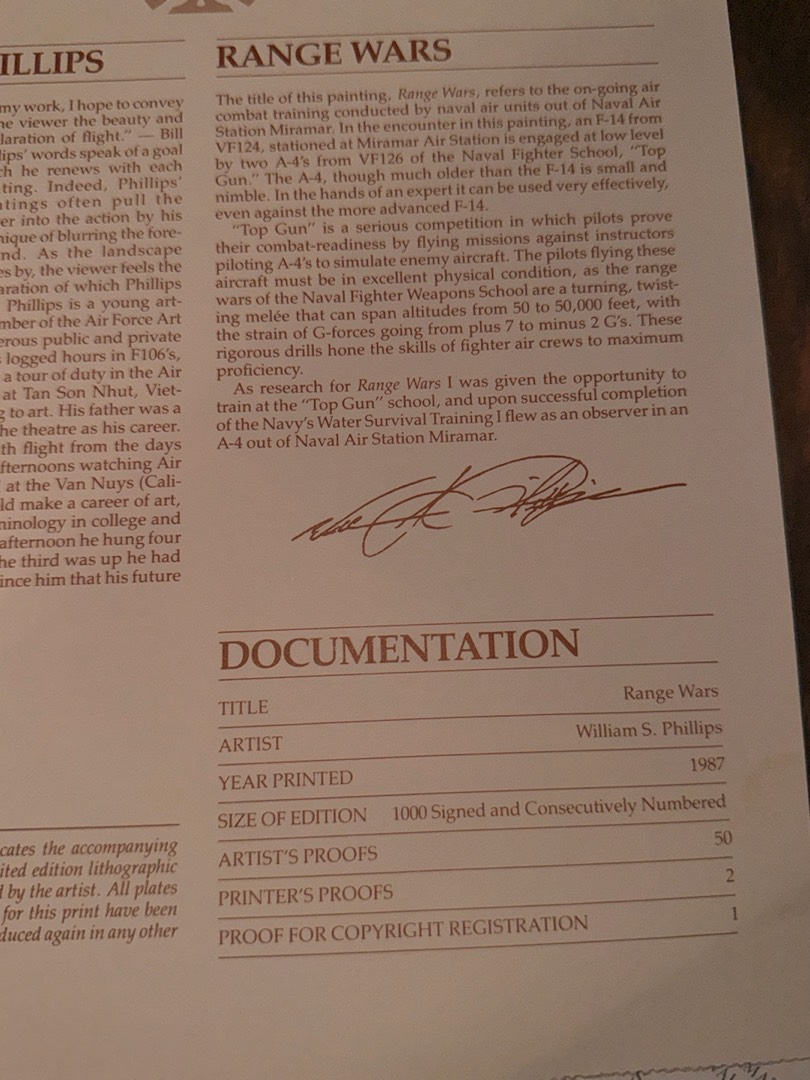 ILLIPS
my work, I hope to convey
he viewer the beauty and
laration of flight." — Bill
lips' words speak of a goal
ch he renews with each
ting. Indeed, Phillips'
ntings often pull the
er into the action by his
nique of blurring the fore-
nd. As the landscape
es by, the viewer feels the
aration of which Phillips
Phillips is a young art-
mber of the Air Force Art
erous public and private
logged hours in F106's,
a tour of duty in the Air
at Tan Son Nhut, Viet-
g to art. His father was a
he theatre as his career.
th flight from the days
fternoons watching Air
at the Van Nuys (Cali-
ld make a career of art,
minology in college and
afternoon he hung four
he third was up he had
ince him that his future
cates the accompanying
ited edition lithographic
d by the artist. All plates
for this print have been
duced again in any other
RANGE WARS
The title of this painting, Range Wars, refers to the on-going air
combat training conducted by naval air units out of Naval Air
Station Miramar. In the encounter in this painting, an F-14 from
VF124, stationed at Miramar Air Station is engaged at low level
by two A-4's from VF126 of the Naval Fighter School, "Top
Gun." The A-4, though much older than the F-14 is small and
nimble. In the hands of an expert it can be used very effectively,
even against the more advanced F-14.
"Top Gun" is a serious competition in which pilots prove
their combat-readiness by flying missions against instructors
piloting A-4's to simulate enemy aircraft. The pilots flying these
aircraft must be in excellent physical condition, as the range
wars of the Naval Fighter Weapons School are a turning, twist-
ing melée that can span altitudes from 50 to 50,000 feet, with
the strain of G-forces going from plus 7 to minus 2 G's. These
rigorous drills hone the skills of fighter air crews to maximum
proficiency.
As research for Range Wars I was given the opportunity to
train at the "Top Gun" school, and upon successful completion
of the Navy's Water Survival Training I flew as an observer in an
A-4 out of Naval Air Station Miramar.
DOCUMENTATION
TITLE Range Wars
ARTIST William S. Phillips
YEAR PRINTED 1987
SIZE OF EDITION 1000 Signed and Consecutively Numbered
ARTIST'S PROOFS 50
PRINTER'S PROOFS 2
PROOF FOR COPYRIGHT REGISTRATION 1